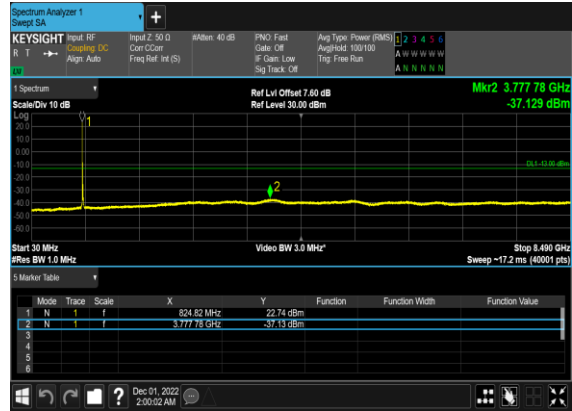 Spectrum Analyzer 1
Swept SA
+
KEYSIGHT Input: RF Input Z: 50 Ω #Atten: 40 dB PNO: Fast Avg Type: Power (RMS) 1 2 3 4 5 6
R T Coupling: DC Corr CCorr Gate: Off Avg|Hold: 100/100 A W W W W W
Align: Auto Freq Ref: Int (S) IF Gain: Low Trig: Free Run
Sig Track: Off A N N N N N
1 Spectrum Ref Lvl Offset 7.60 dB Mkr2 3.777 78 GHz
Scale/Div 10 dB Ref Level 30.00 dBm -37.129 dBm
Log
20.0
10.0
0.00
-10.0
-20.0
-30.0
-40.0
-50.0
-60.0
1
2
DL1 -13.00 dBm
Start 30 MHz Video BW 3.0 MHz* Stop 8.490 GHz
#Res BW 1.0 MHz Sweep ~17.2 ms (40001 pts)
5 Marker Table
Mode Trace Scale X Y Function Function Width Function Value
1 N 1 f 824.82 MHz 22.74 dBm
2 N 1 f 3.777 78 GHz -37.13 dBm
3
4
5
6
? Dec 01, 2022
2:00:02 AM